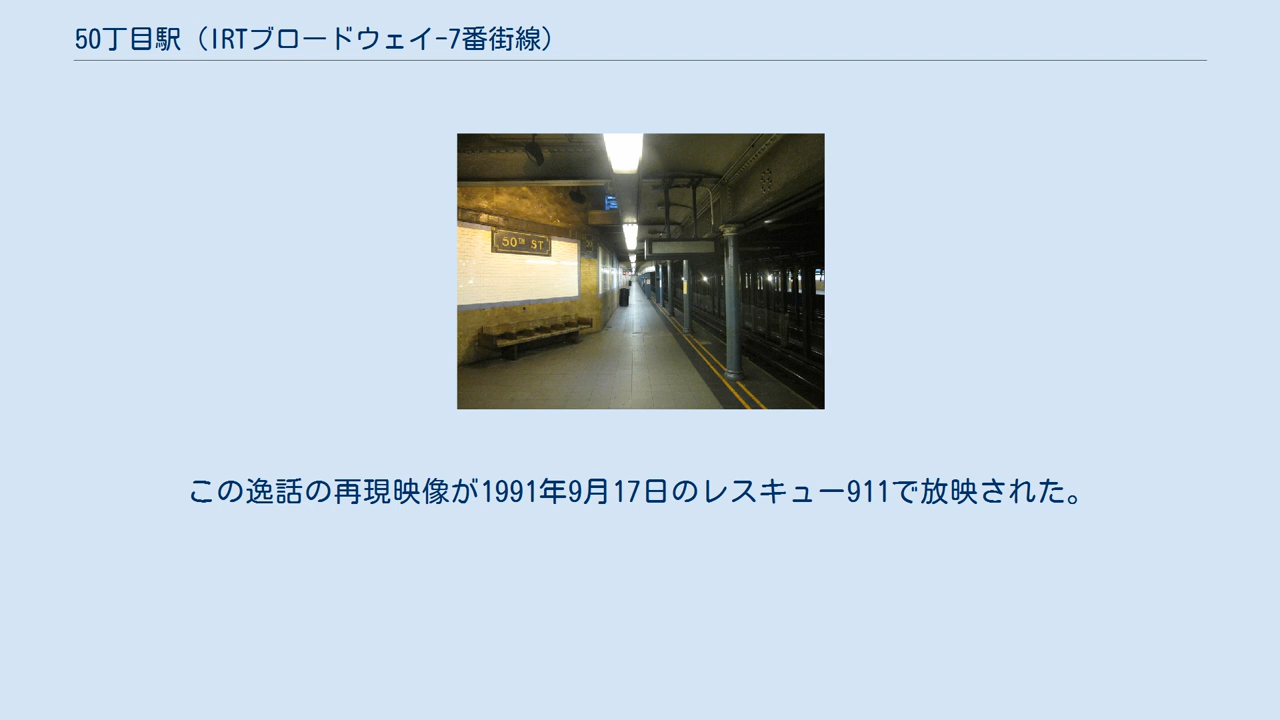 50丁目駅（IRTブロードウェイ-7番街線）
50TH ST
この逸話の再現映像が1991年9月17日のレスキュー911で放映された。